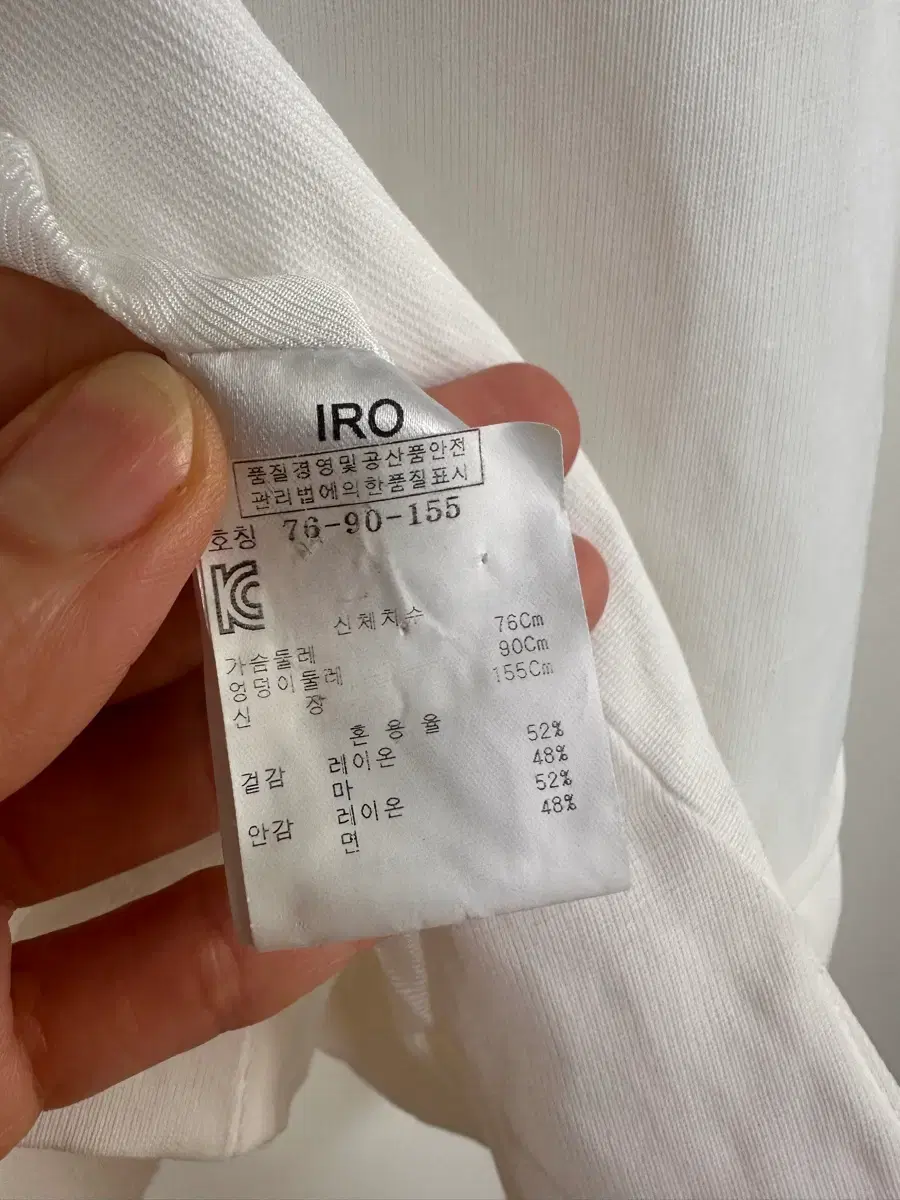 IRO
품질경영및공산품안전
관리법에의한품질표시
호칭 76-90-155
KC
신체치수
가슴둘레 76Cm
엉덩이둘레 90Cm
신 장 155Cm
혼 용 율
겉감 레이온 52%
마 48%
안감 레이온 52%
면 48%